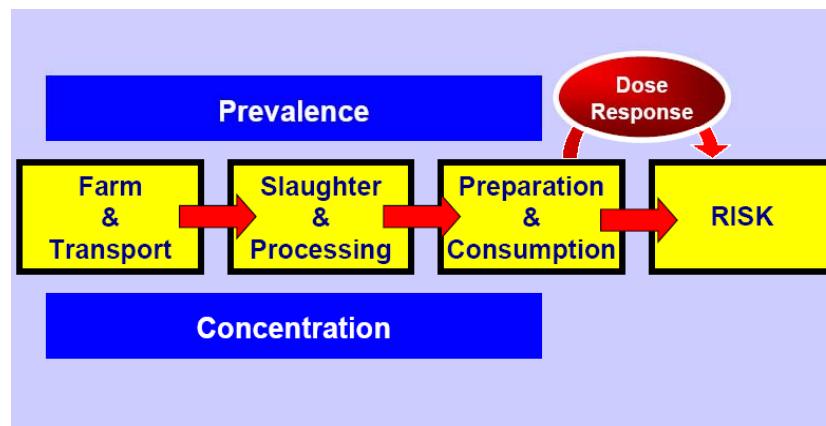 Prevalence
Dose
Response
Farm
&
Transport
Slaughter
&
Processing
Preparation
&
Consumption
RISK
Concentration